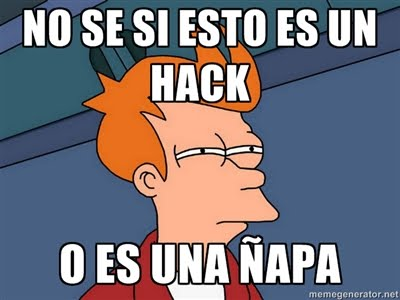 NO SE SI ESTO ES UN
HACK
O ES UNA ÑAPA
memegenerator.net